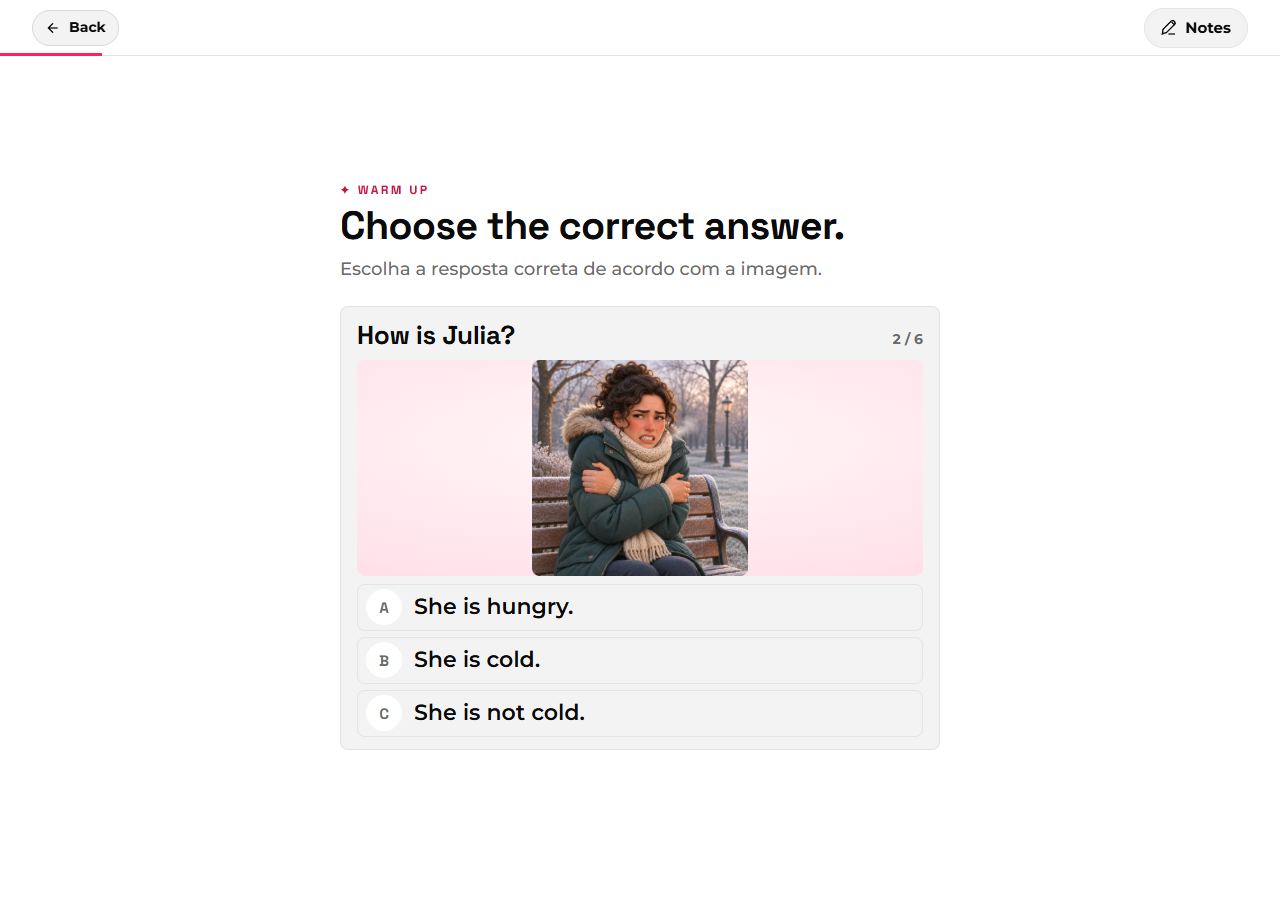 Back
Notes
WARM UP
Choose the correct answer.
Escolha a resposta correta de acordo com a imagem.
How is Julia?
2 / 6
A She is hungry.
B She is cold.
C She is not cold.